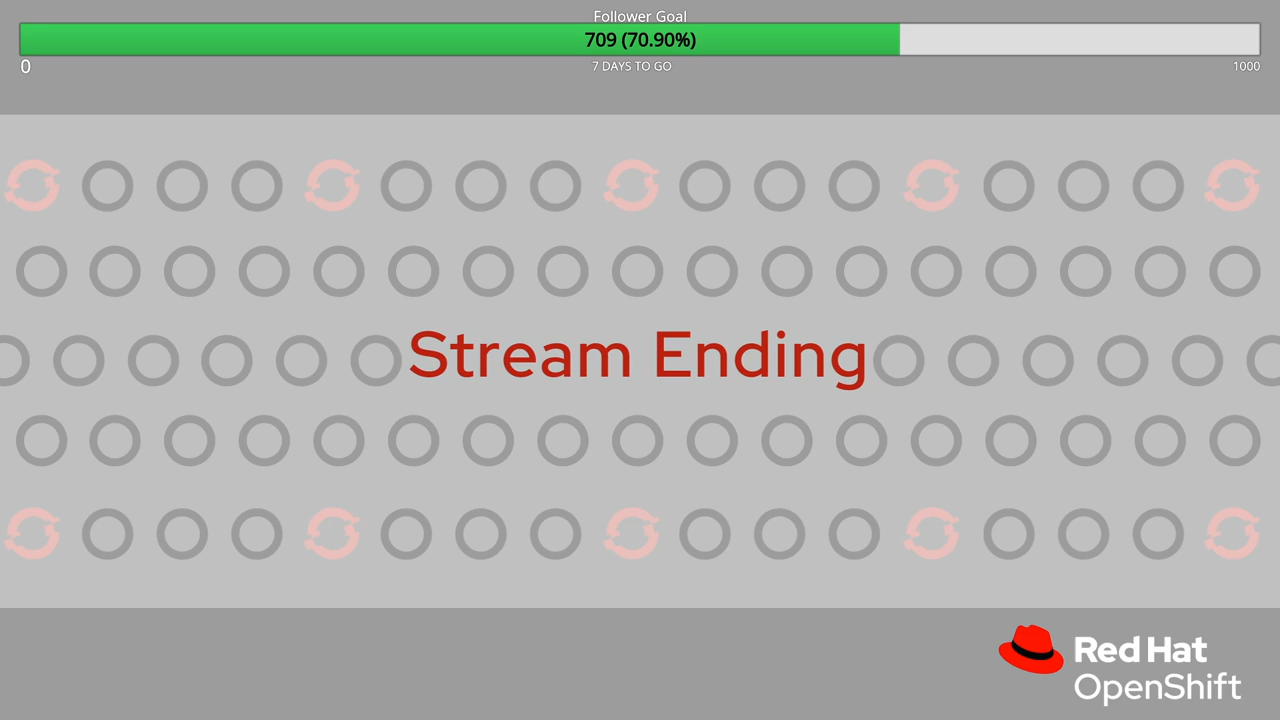 Follower Goal
709 (70.90%)
0
7 DAYS TO GO
1000
Stream Ending
Red Hat
OpenShift